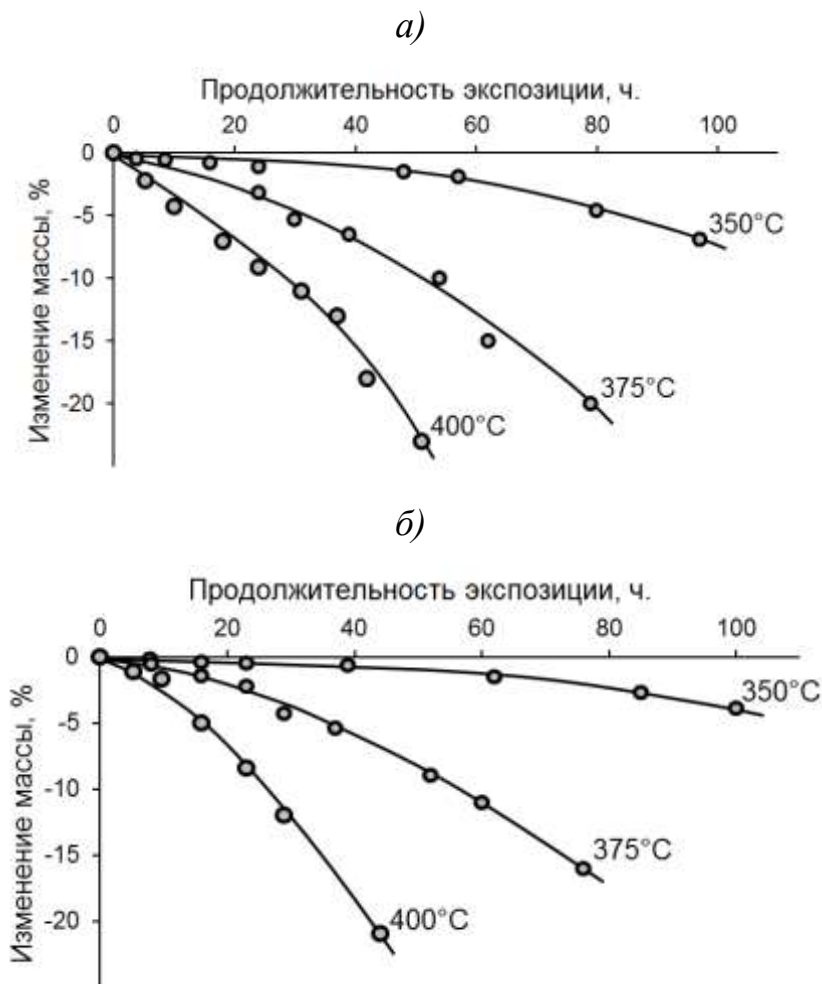 а)
Продолжительность экспозиции, ч.
0 20 40 60 80 100
Изменение массы, %
0
-5
-10
-15
-20
350°C
375°C
400°C
б)
Продолжительность экспозиции, ч.
0 20 40 60 80 100
Изменение массы, %
0
-5
-10
-15
-20
350°C
375°C
400°C